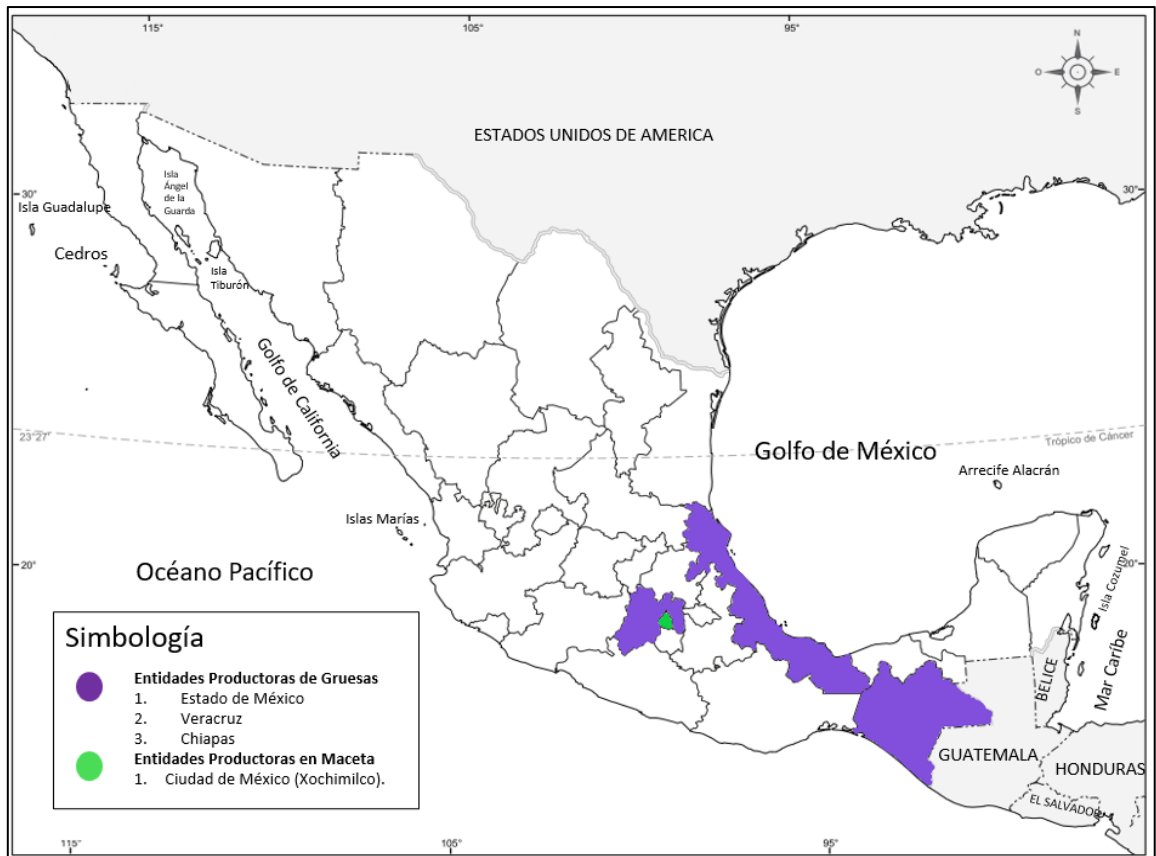 115°
105°
95°
N
O
E
S
ESTADOS UNIDOS DE AMERICA
30°
30°
Isla
Ángel
de la
Guarda
Isla Guadalupe
Cedros
Isla
Tiburón
Golfo de California
23°27'
Trópico de Cáncer
Golfo de México
Arrecife Alacrán
Islas Marías
20°
20°
Océano Pacífico
Isla Cozumel
Mar Caríbe
BELICE
GUATEMALA
HONDURAS
EL SALVADOR
Simbología
Entidades Productoras de Gruesas
1. Estado de México
2. Veracruz
3. Chiapas
Entidades Productoras en Maceta
1. Ciudad de México (Xochimilco).
115°
105°
95°